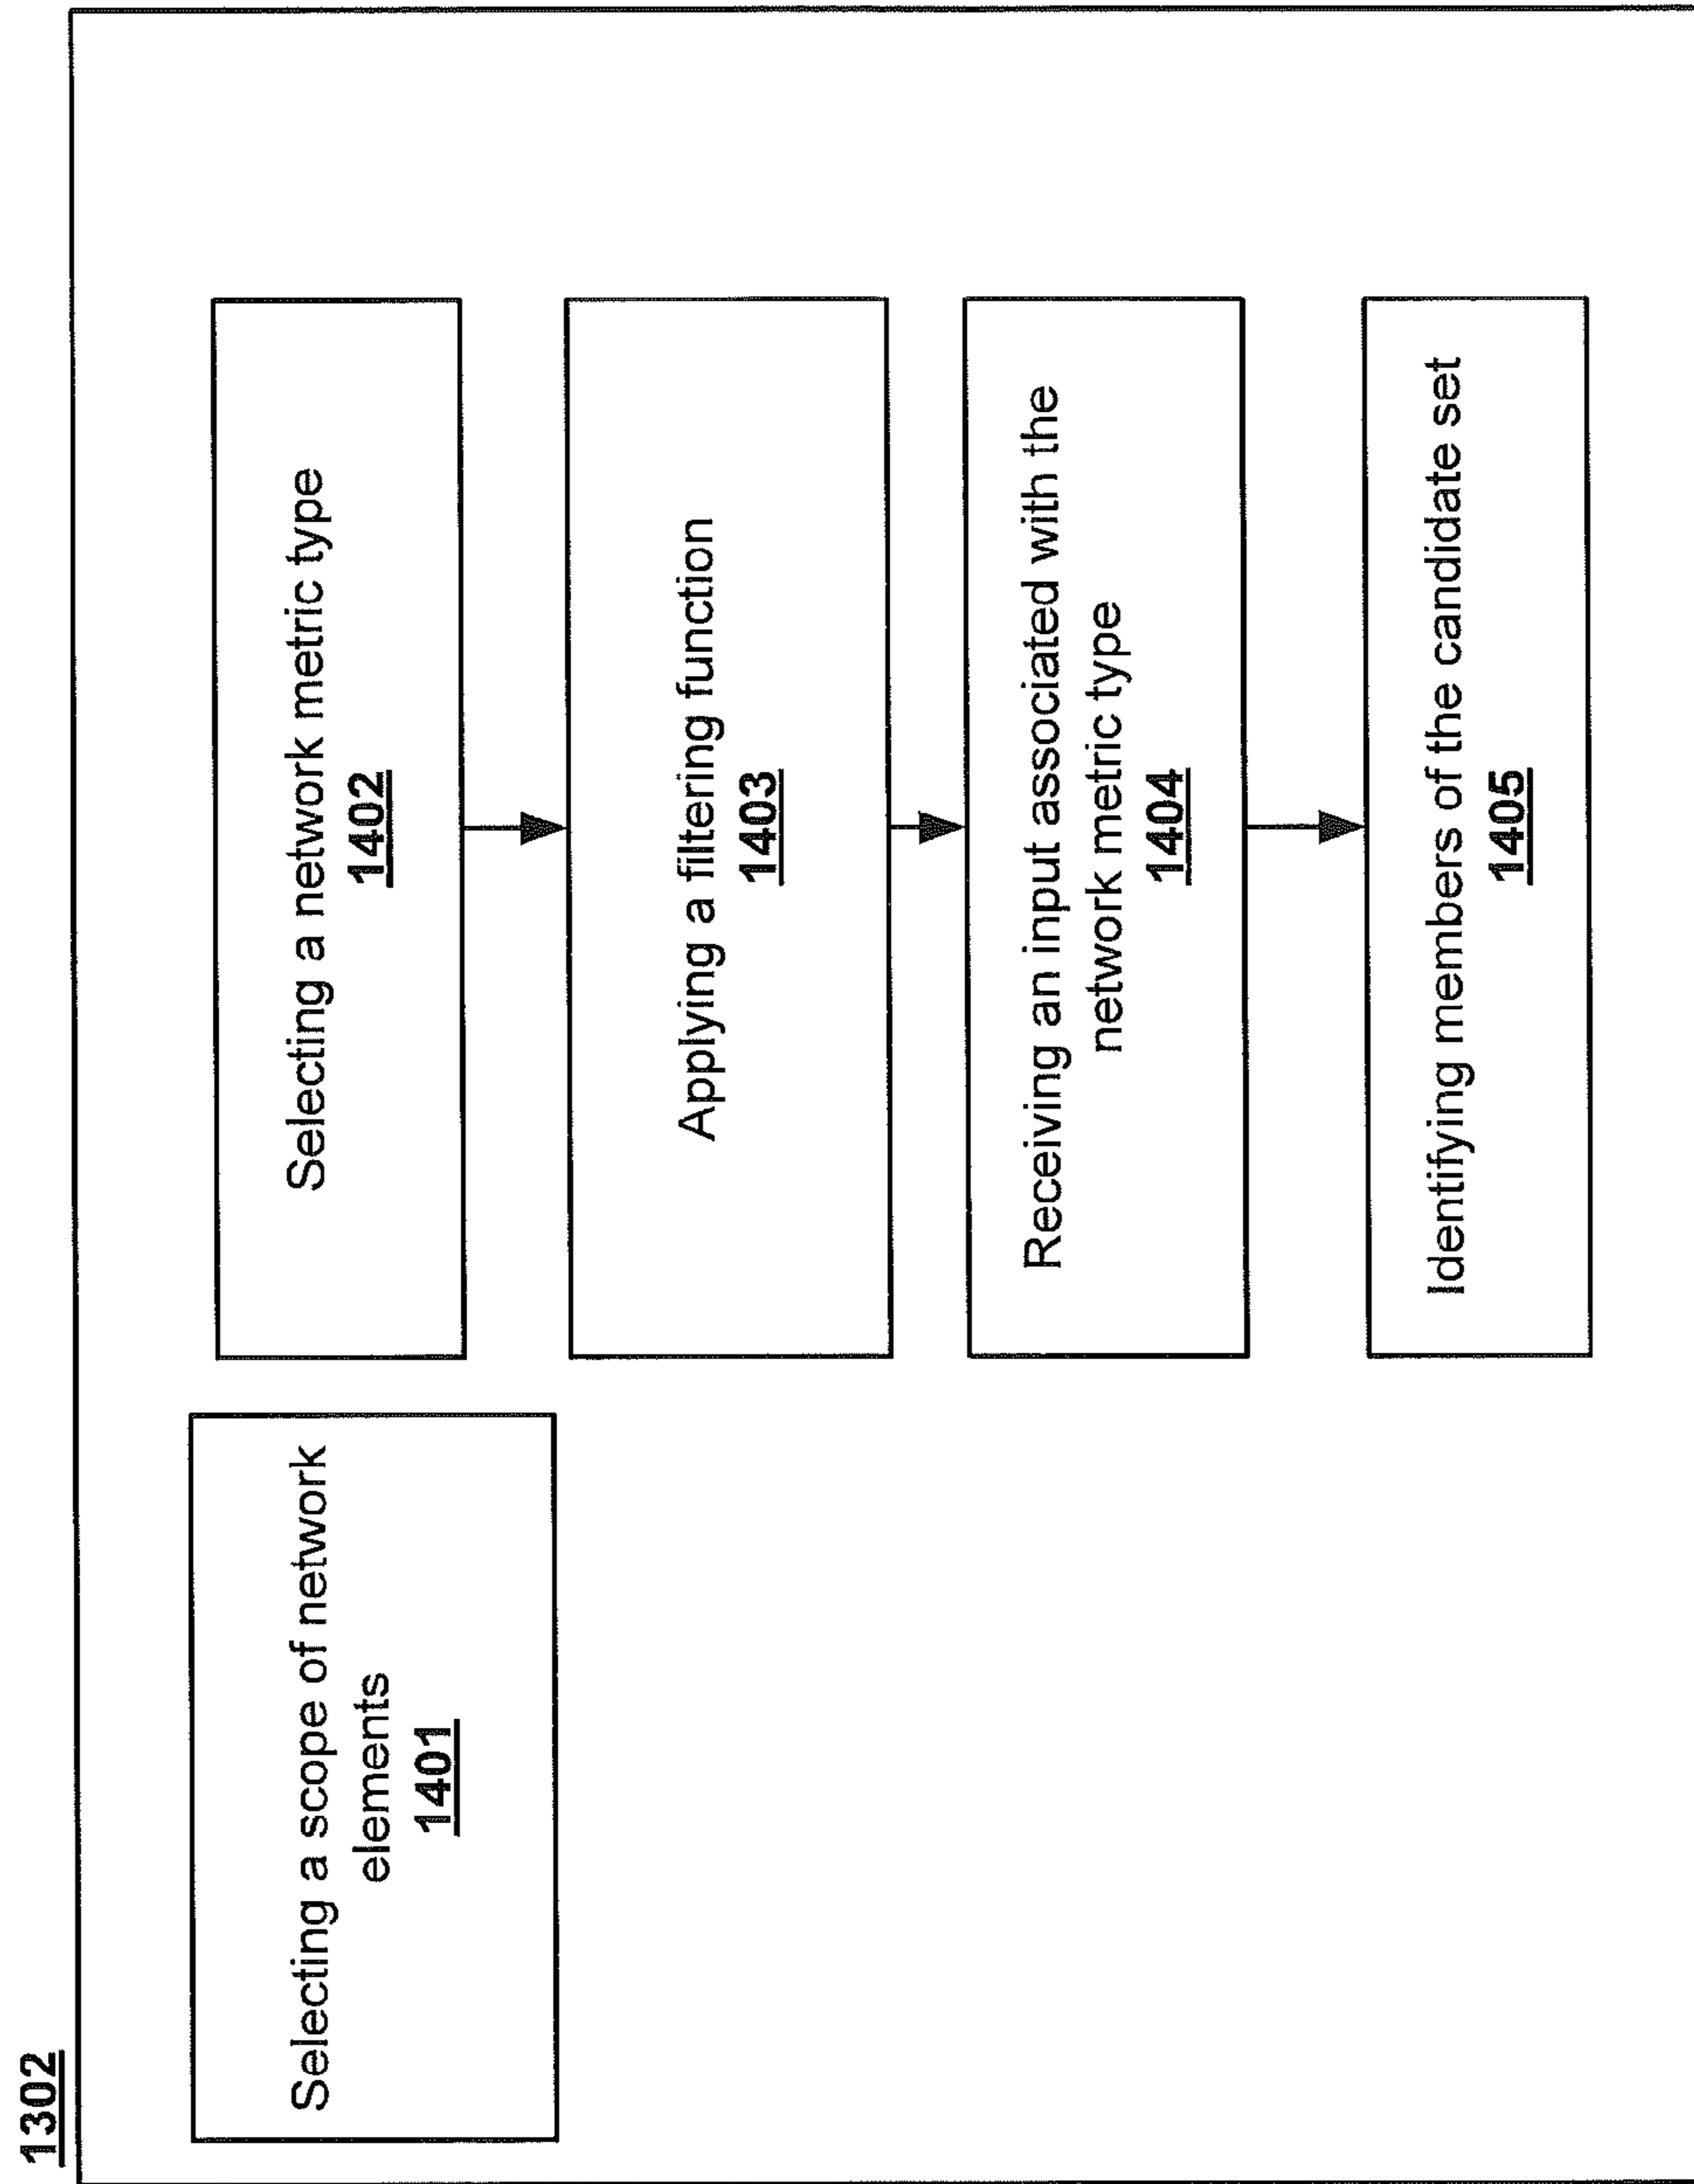 1302
Selecting a scope of network
elements
1401
Selecting a network metric type
1402
Applying a filtering function
1403
Receiving an input associated with the
network metric type
1404
Identifying members of the candidate set
1405